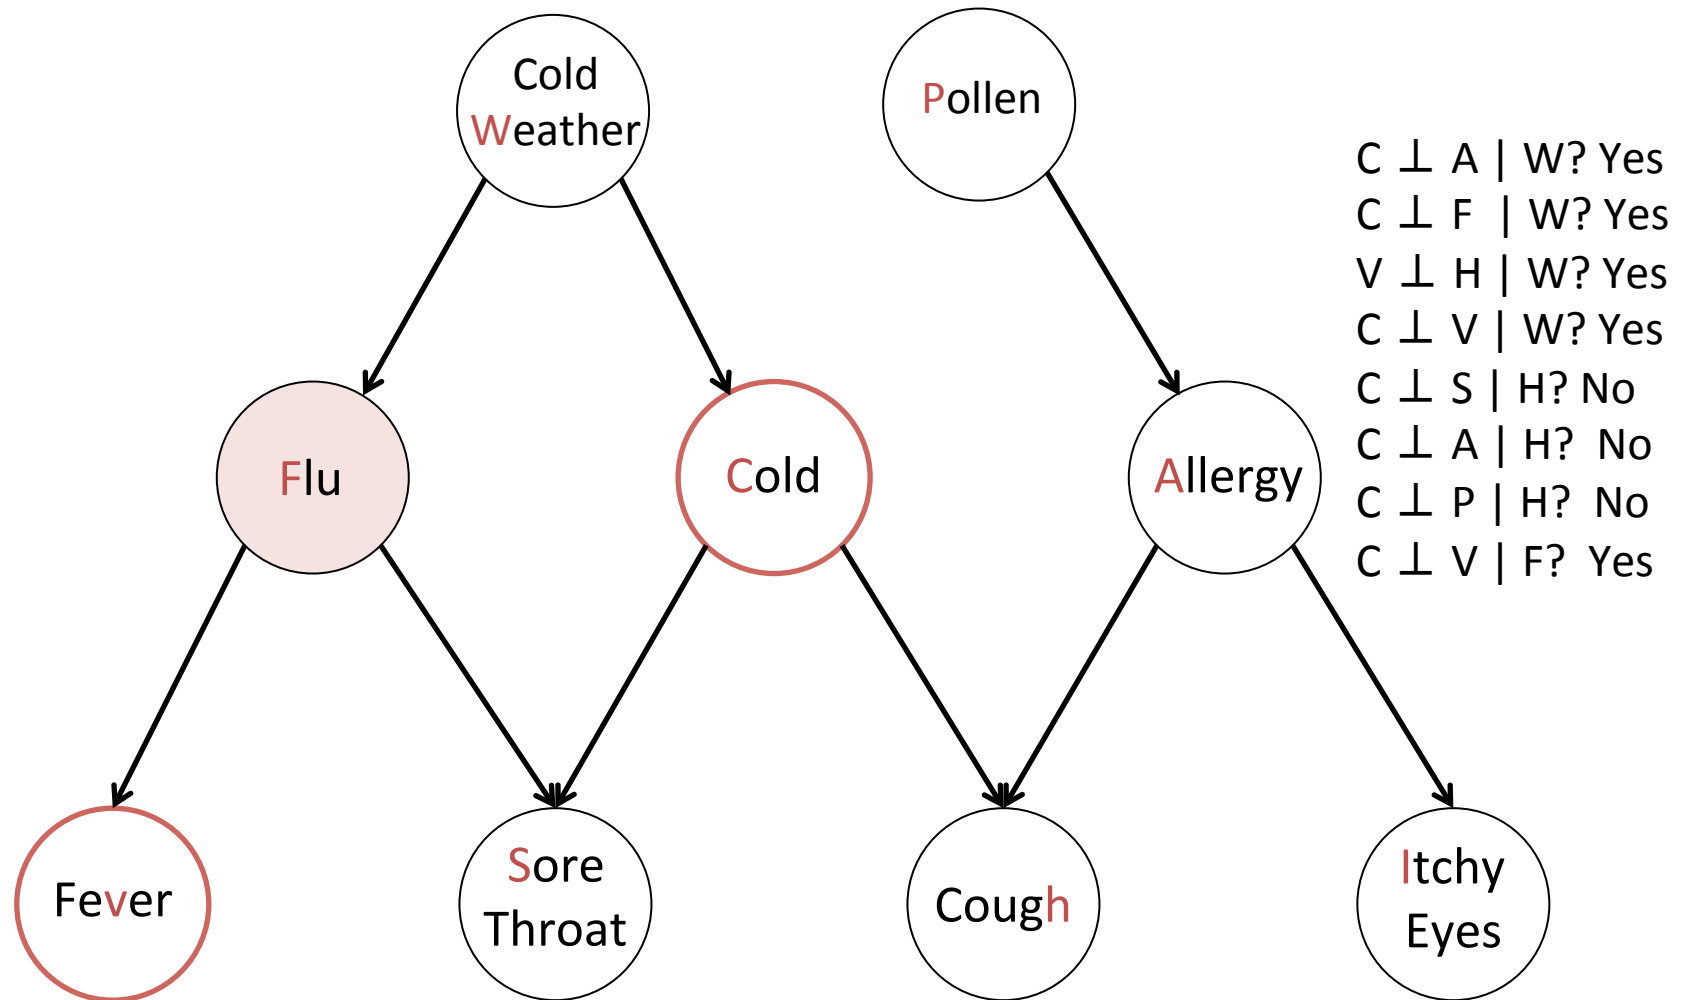 Cold
Weather
Pollen
C ⊥ A | W? Yes
C ⊥ F | W? Yes
V ⊥ H | W? Yes
C ⊥ V | W? Yes
C ⊥ S | H? No
C ⊥ A | H? No
C ⊥ P | H? No
C ⊥ V | F? Yes
Flu
Cold
Allergy
Fever
Sore
Throat
Cough
Itchy
Eyes